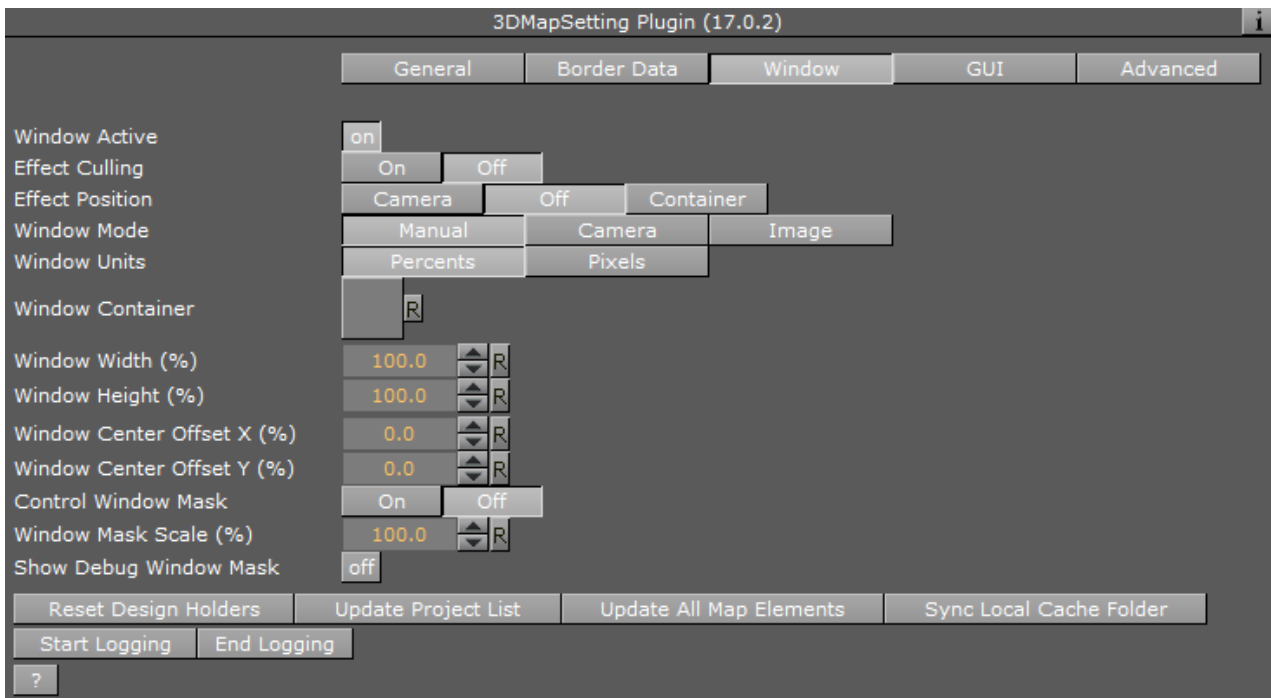 3DMapSetting Plugin (17.0.2) i
General Border Data Window GUI Advanced
Window Active on
Effect Culling On Off
Effect Position Camera Off Container
Window Mode Manual Camera Image
Window Units Percents Pixels
Window Container R
Window Width (%) 100.0 R
Window Height (%) 100.0 R
Window Center Offset X (%) 0.0 R
Window Center Offset Y (%) 0.0 R
Control Window Mask On Off
Window Mask Scale (%) 100.0 R
Show Debug Window Mask off
Reset Design Holders Update Project List Update All Map Elements Sync Local Cache Folder
Start Logging End Logging
?